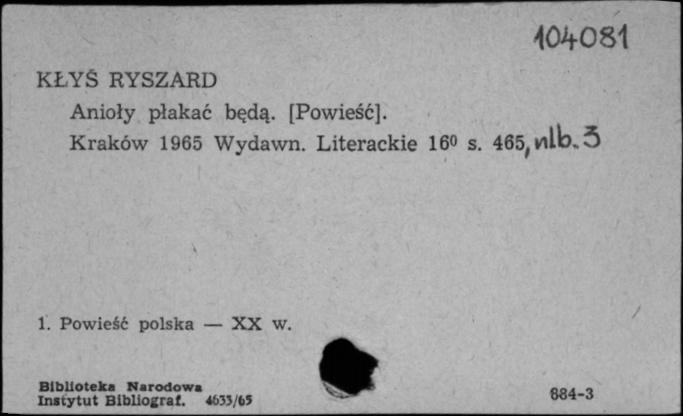 104081
KŁYŚ RYSZARD
Anioły płakać będą. [Powieść].
Kraków 1965 Wydawn. Literackie 16⁰ s. 465, nlb. 3
1. Powieść polska — XX w.
Biblioteka Narodowa
Instytut Bibliograf. 4633/65
884-3